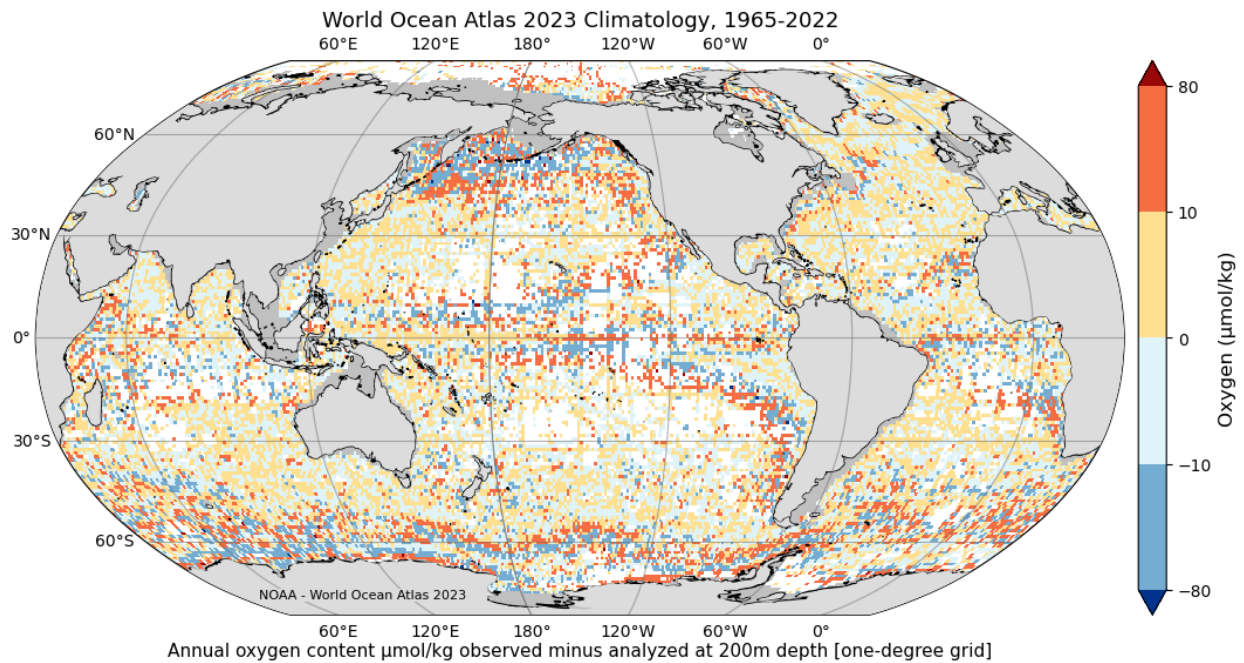 World Ocean Atlas 2023 Climatology, 1965-2022
60°E 120°E 180° 120°W 60°W 0°
60°N
30°N
0°
30°S
60°S
NOAA - World Ocean Atlas 2023
60°E 120°E 180° 120°W 60°W 0°
Annual oxygen content μmol/kg observed minus analyzed at 200m depth [one-degree grid]
80
10
0
−10
−80
Oxygen (μmol/kg)